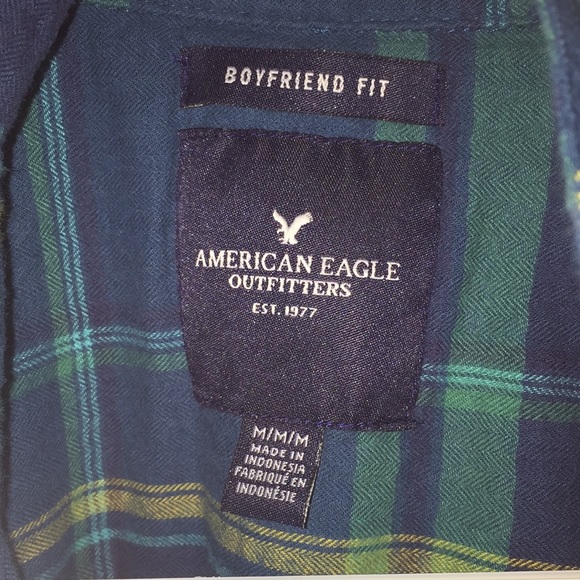 BOYFRIEND FIT
AMERICAN EAGLE
OUTFITTERS
EST. 1977
M/M/M
MADE IN
INDONESIA
FABRIQUÉ EN
INDONÉSIE